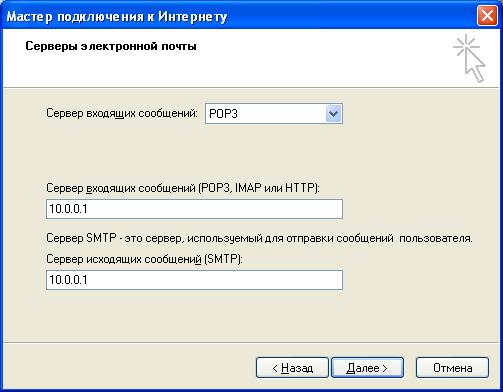 Мастер подключения к Интернету
Серверы электронной почты
Сервер входящих сообщений: POP3
Сервер входящих сообщений (POP3, IMAP или HTTP):
10.0.0.1
Сервер SMTP - это сервер, используемый для отправки сообщений пользователя.
Сервер исходящих сообщений (SMTP):
10.0.0.1
< Назад Далее > Отмена